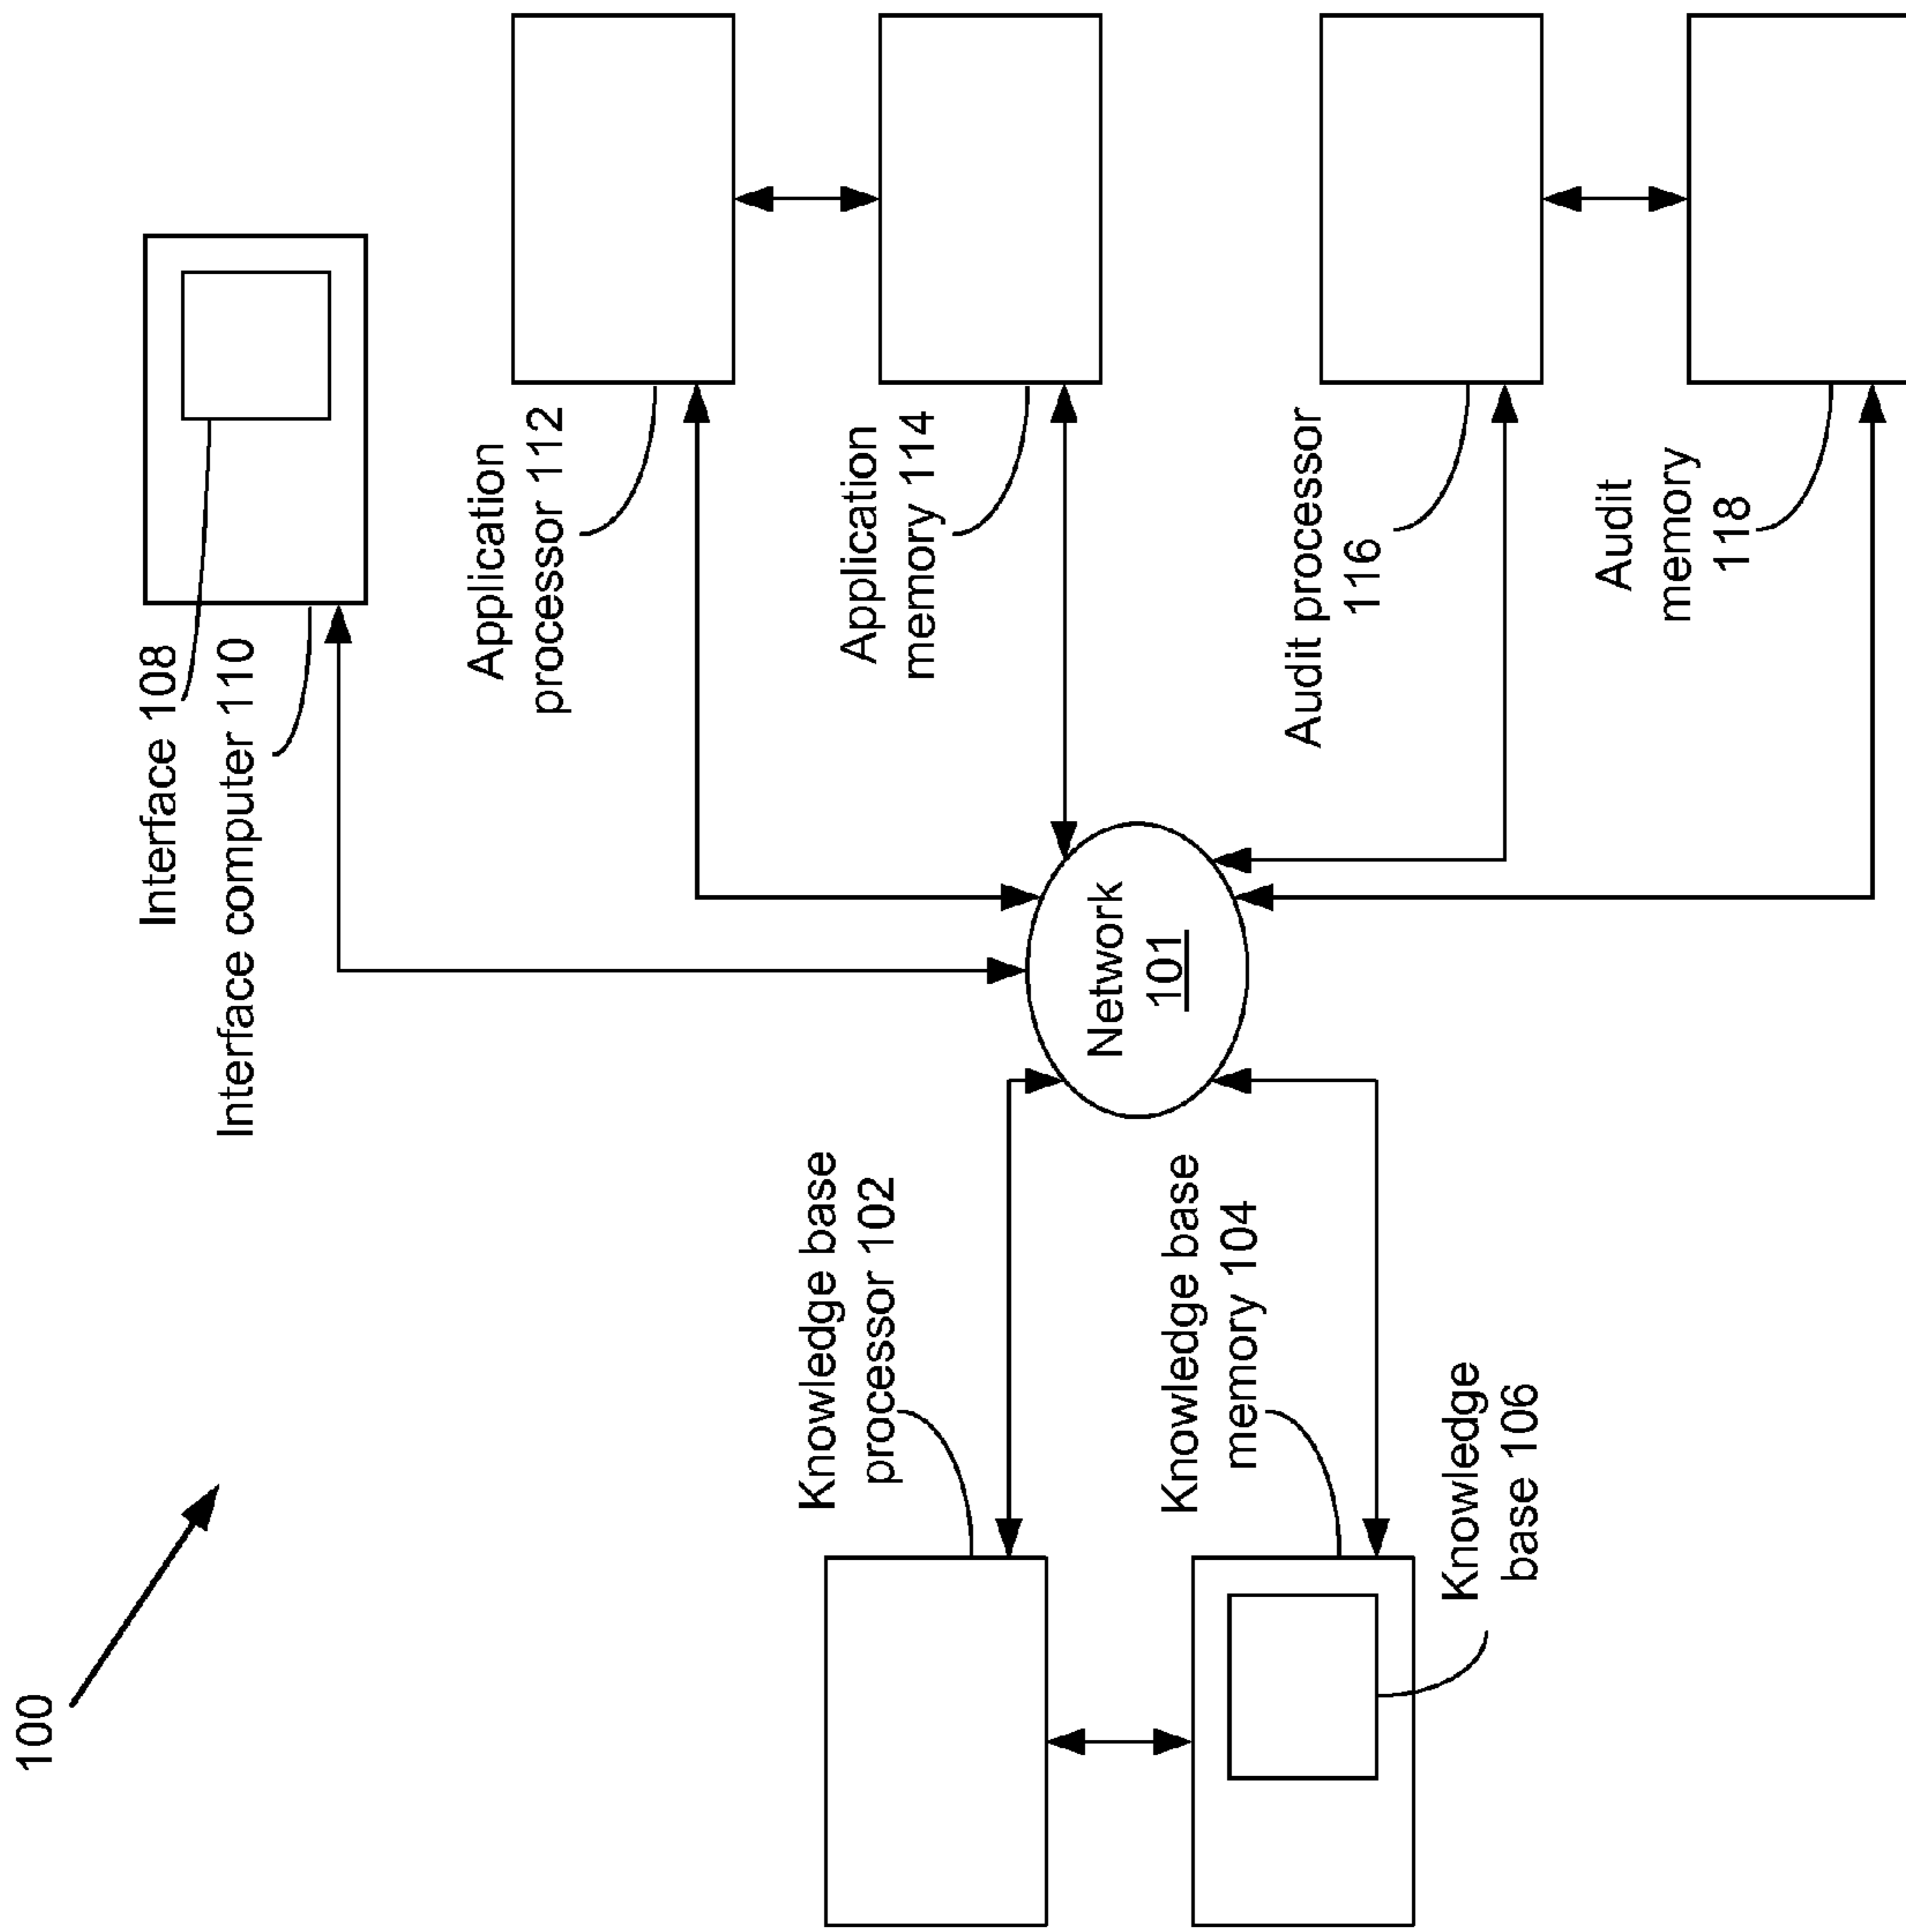 100
Interface 108
Interface computer 110
Application
processor 112
Knowledge base
processor 102
Application
memory 114
Network
101
Knowledge base
memory 104
Audit processor
116
Knowledge
base 106
Audit
memory
118